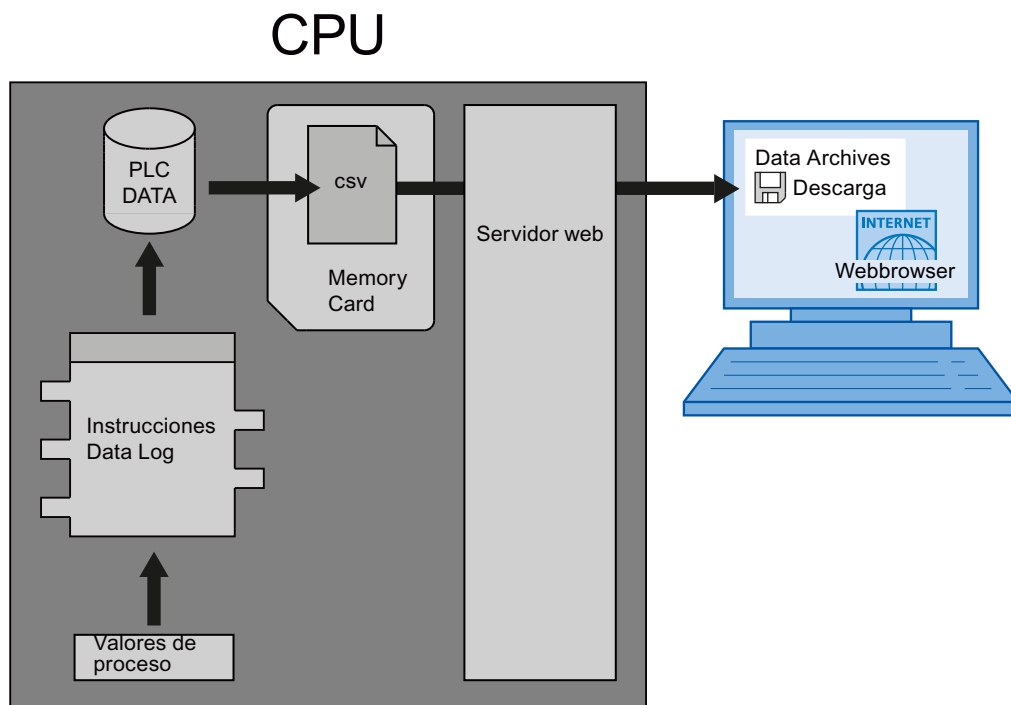 CPU
PLC
DATA
csv
Memory
Card
Servidor web
Data Archives
Descarga
INTERNET
Webbrowser
Instrucciones
Data Log
Valores de
proceso